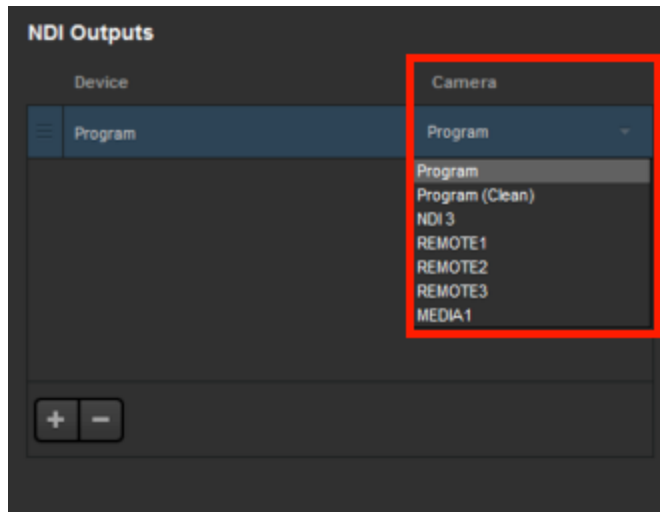 NDI Outputs
Device Camera
Program Program
Program
Program (Clean)
NDI 3
REMOTE1
REMOTE2
REMOTE3
MEDIA1